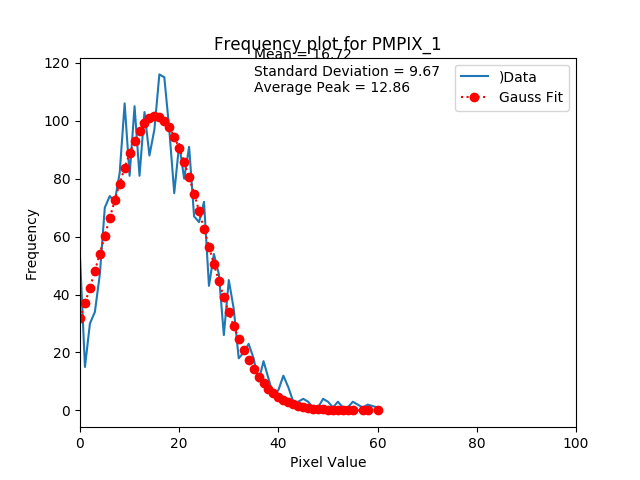 Frequency plot for PMPIX_1
Mean = 16.72
Standard Deviation = 9.67
Average Peak = 12.86
)Data
Gauss Fit
120
100
80
60
40
20
0
Frequency
0 20 40 60 80 100
Pixel Value